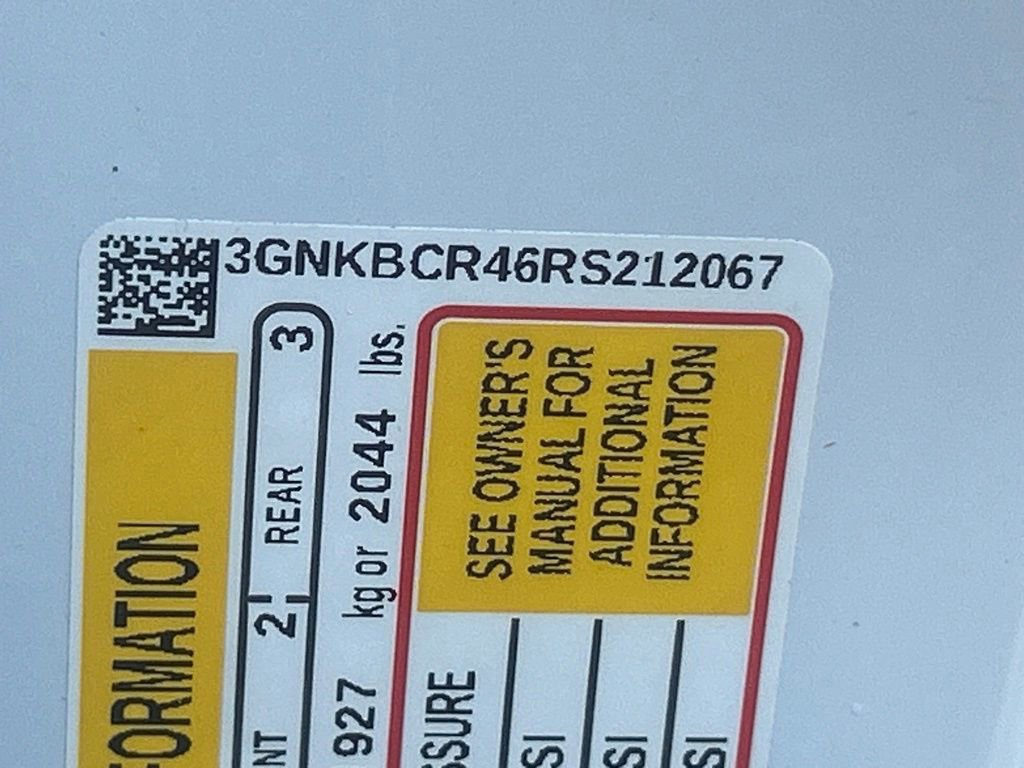 3GNKBCR46RS212067
FORMATION
NT 2 REAR 3
927 kg or 2044 lbs.
SSURE
SEE OWNER'S
MANUAL FOR
ADDITIONAL
INFORMATION
SI
SI
SI